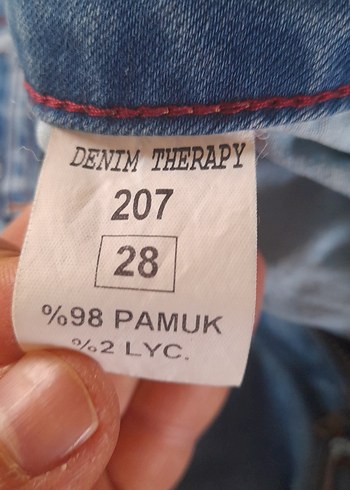 DENIM THERAPY
207
28
%98 PAMUK
%2 LYC.